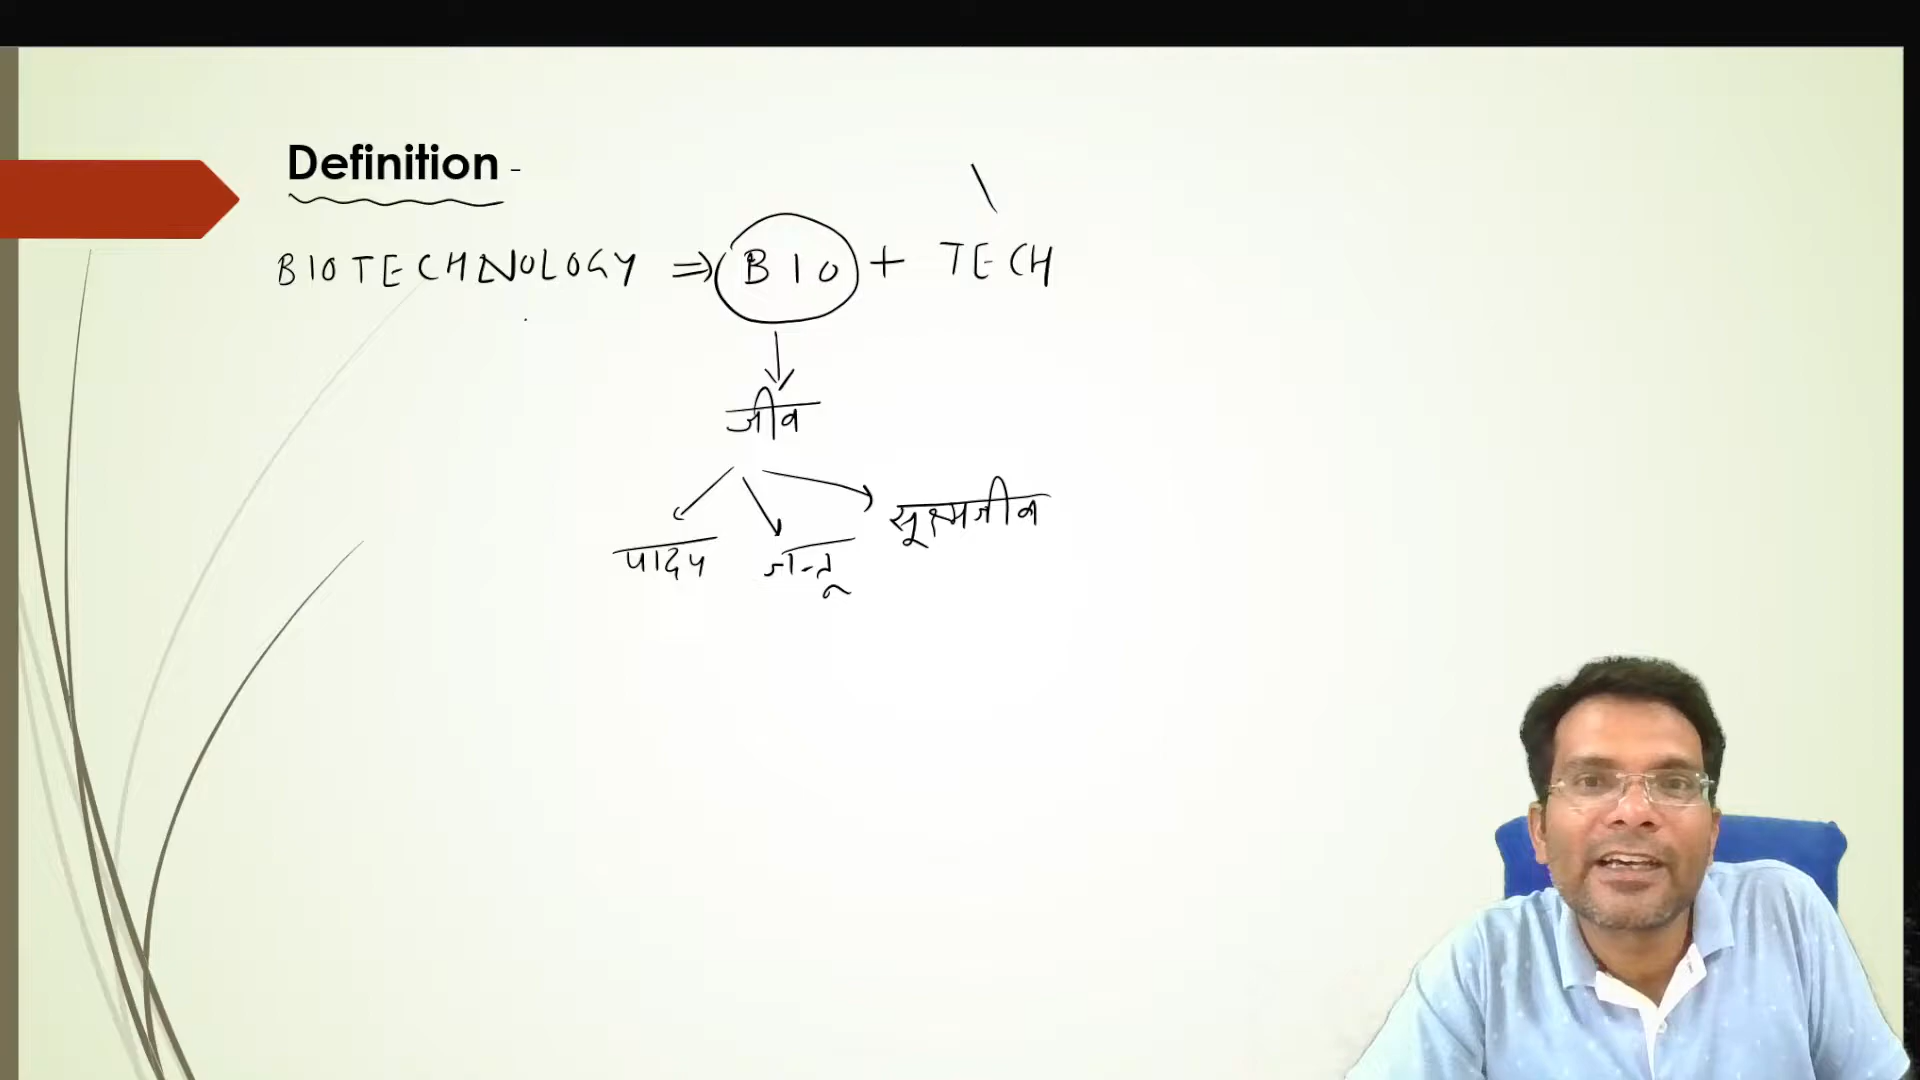 Definition -
BIOTECHNOLOGY ⇒ BIO + TECH
जीव
पादप जन्तू सूक्ष्मजीव